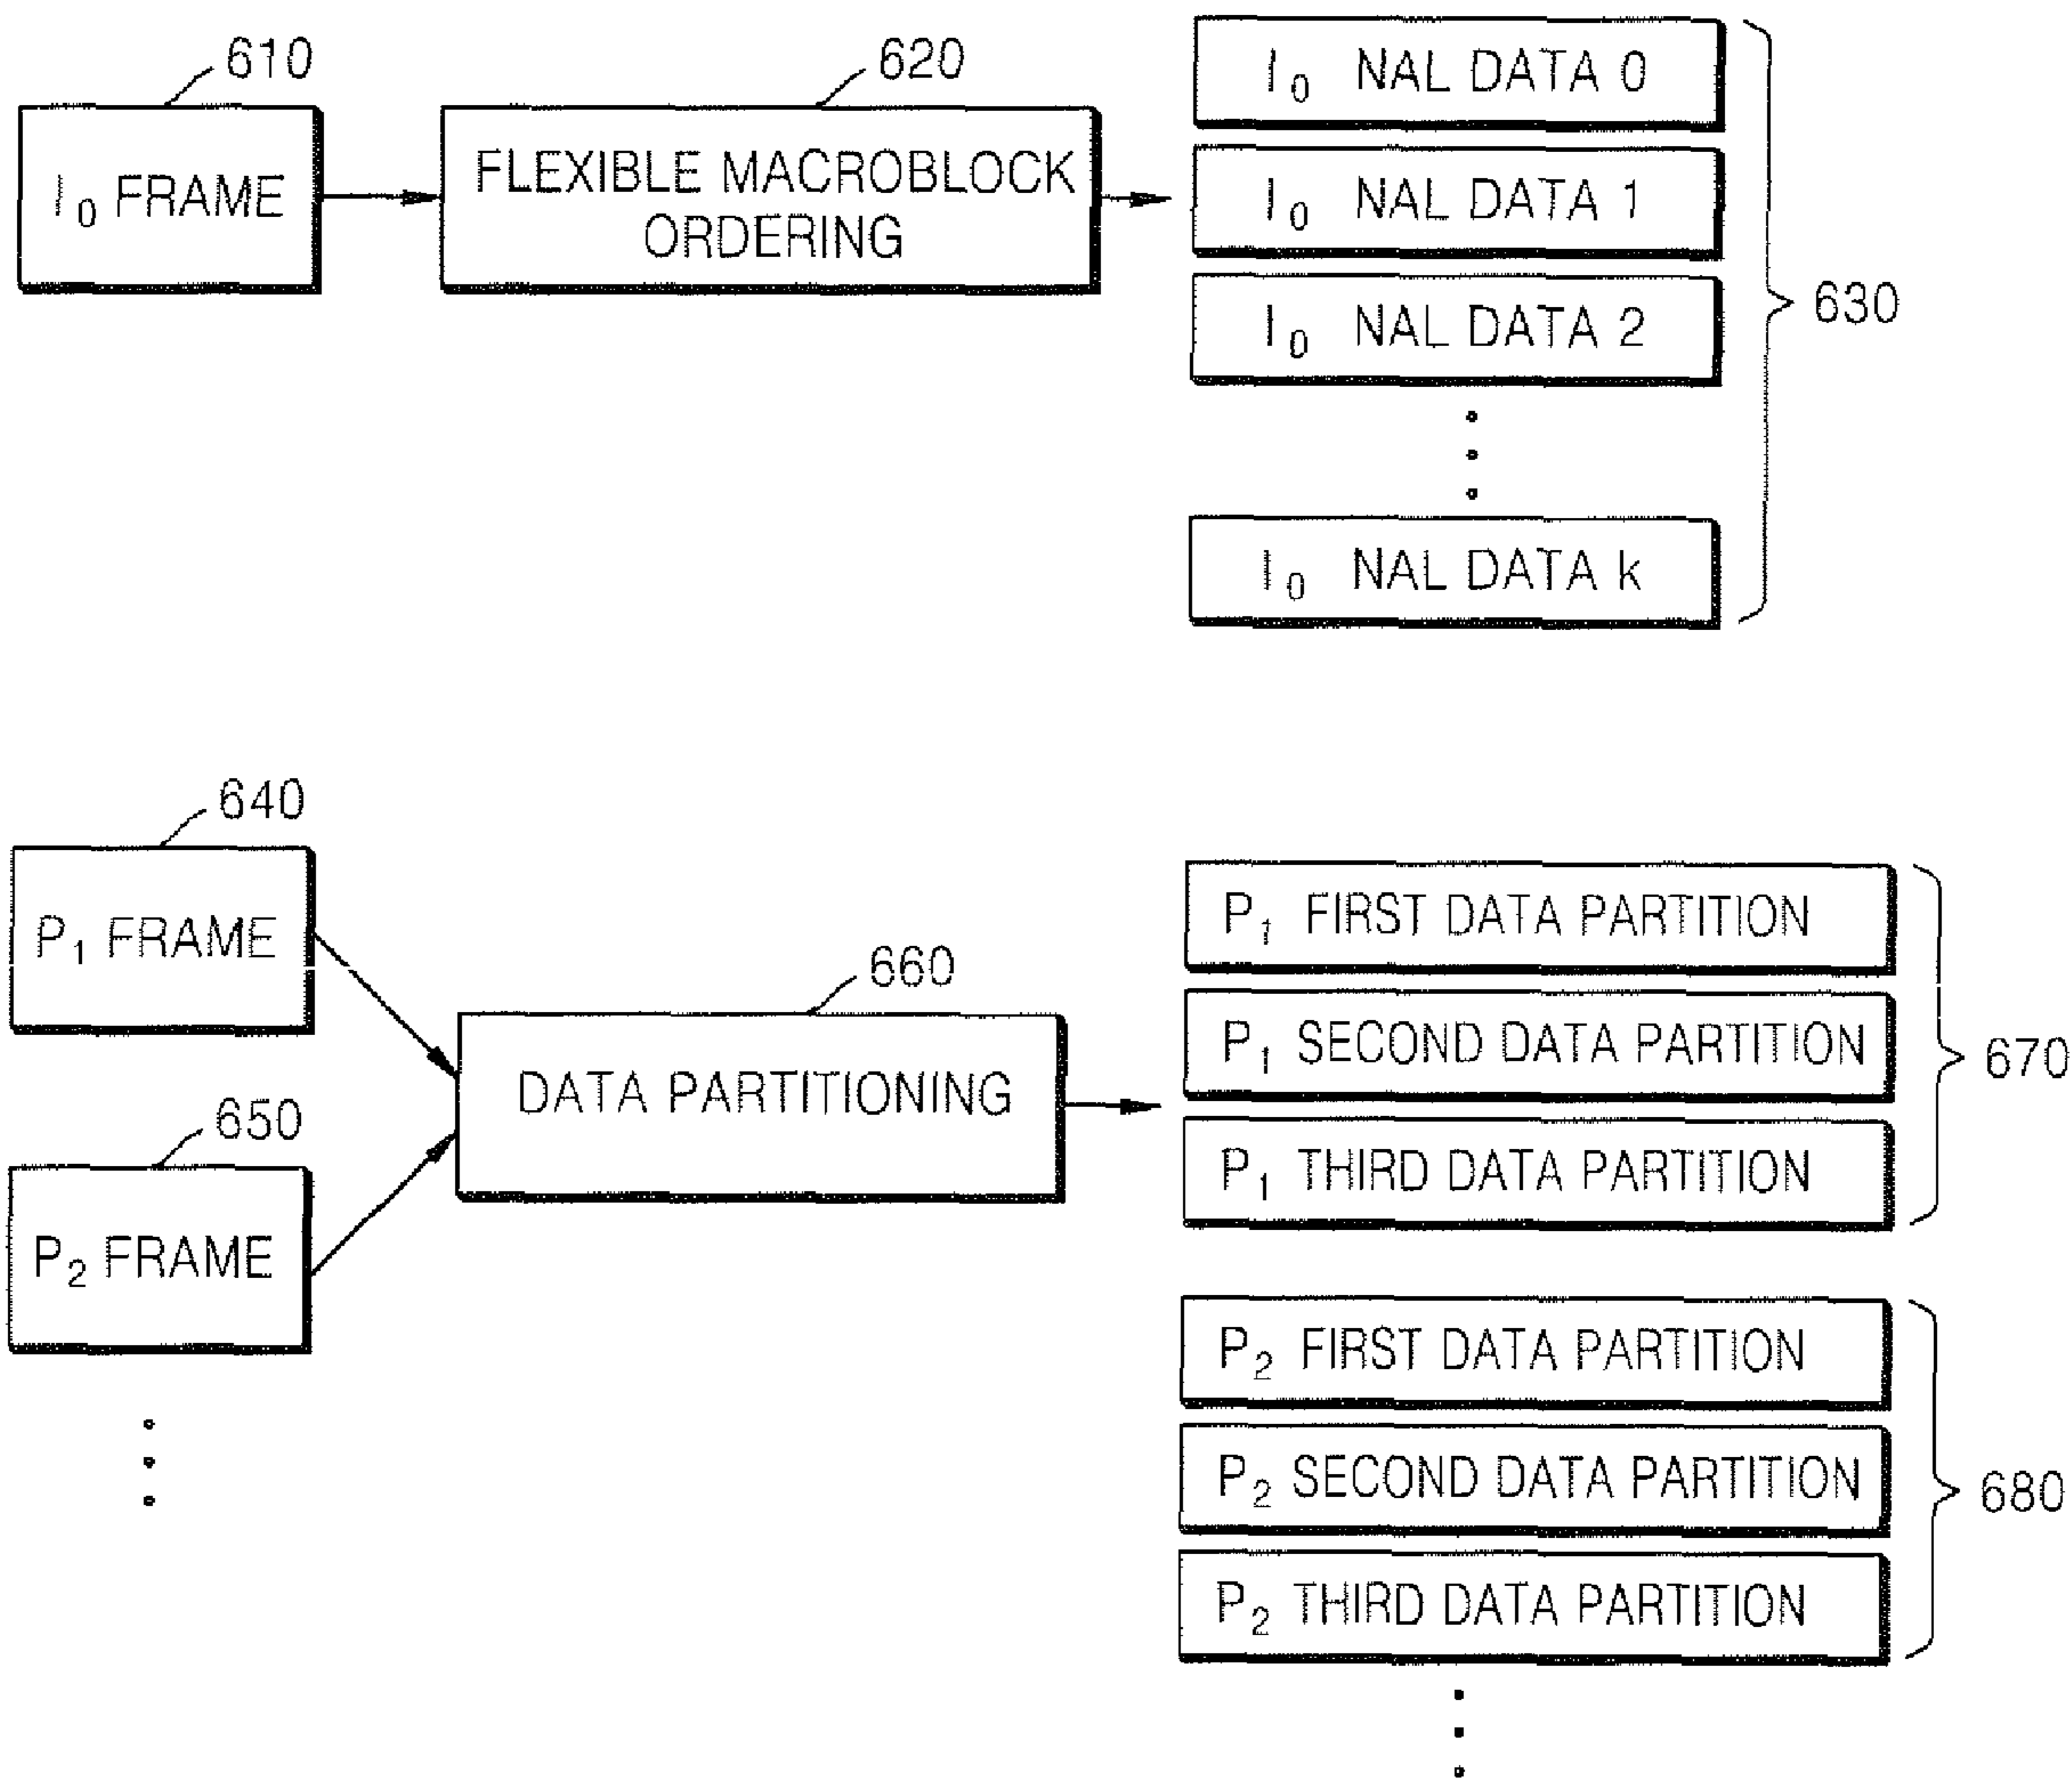 610
620
I0 FRAME
FLEXIBLE MACROBLOCK
ORDERING
I0 NAL DATA 0
I0 NAL DATA 1
I0 NAL DATA 2
I0 NAL DATA k
630
640
650
P1 FRAME
P2 FRAME
660
DATA PARTITIONING
P1 FIRST DATA PARTITION
P1 SECOND DATA PARTITION
P1 THIRD DATA PARTITION
670
P2 FIRST DATA PARTITION
P2 SECOND DATA PARTITION
P2 THIRD DATA PARTITION
680